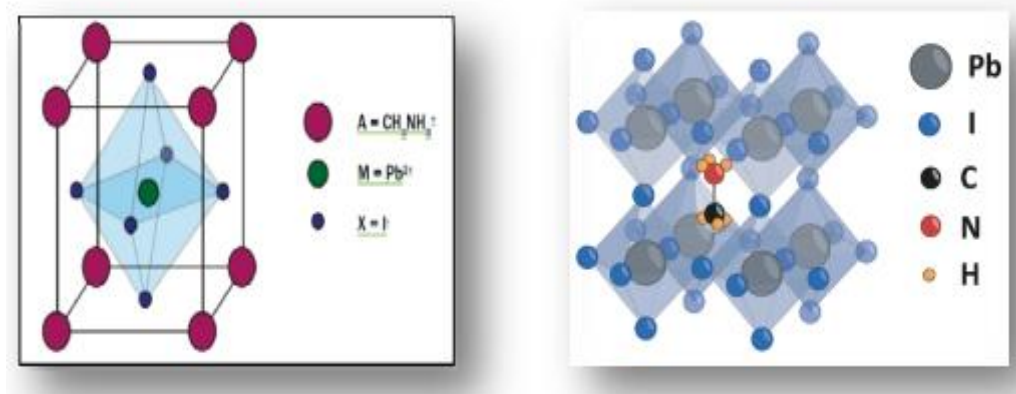 A = CH₃NH₃⁺
M = Pb²⁺
X = I
Pb
I
C
N
H